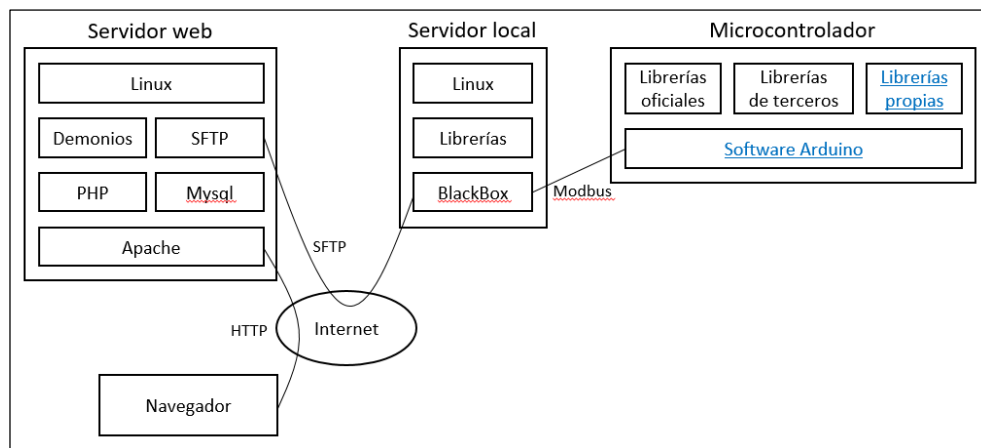 Servidor web
Linux
Demonios
SFTP
PHP
Mysql
Apache
Servidor local
Linux
Librerías
BlackBox
Microcontrolador
Librerías
oficiales
Librerías
de terceros
Librerías
propias
Software Arduino
Modbus
SFTP
HTTP
Internet
Navegador